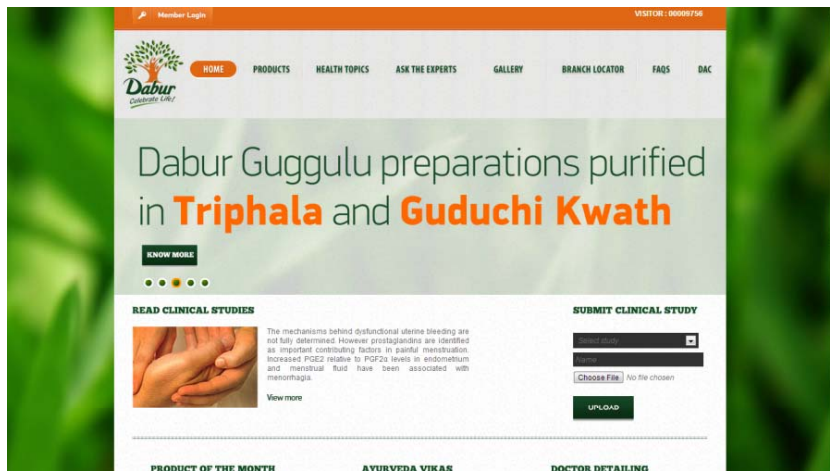 Member Login
VISITOR : 00009756
Dabur
Celebrate Life!
HOME
PRODUCTS
HEALTH TOPICS
ASK THE EXPERTS
GALLERY
BRANCH LOCATOR
FAQS
DAC
Dabur Guggulu preparations purified
in Triphala and Guduchi Kwath
KNOW MORE
READ CLINICAL STUDIES
The mechanisms behind dysfunctional uterine bleeding are
not fully determined. However prostaglandins are identified
as important contributing factors in painful menstruation.
Increased PGE2 relative to PGF2α levels in endometrium
and menstrual fluid have been associated with
menorrhagia.
View more
SUBMIT CLINICAL STUDY
Select study
Name
Choose File No file chosen
UPLOAD
PRODUCT OF THE MONTH
AYURVEDA VIKAS
DOCTOR DETAILING